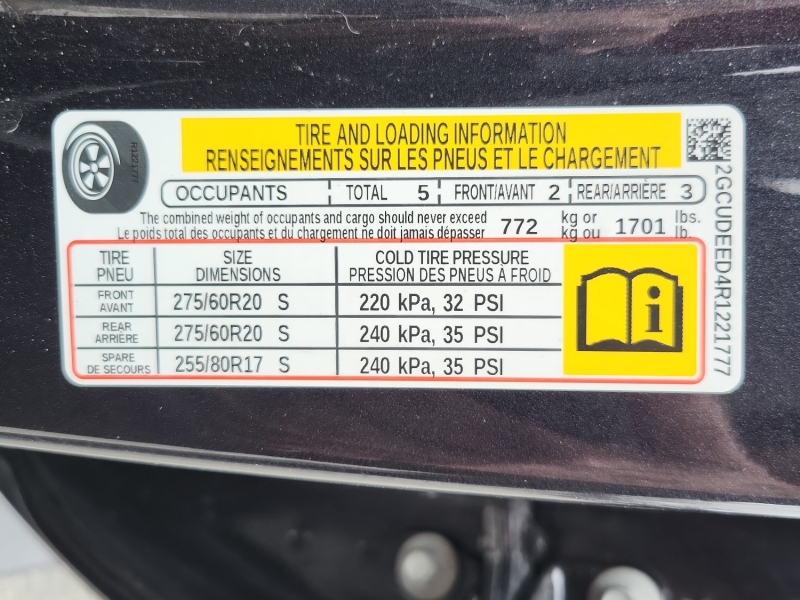 TIRE AND LOADING INFORMATION
RENSEIGNEMENTS SUR LES PNEUS ET LE CHARGEMENT
R1221777
OCCUPANTS TOTAL 5 FRONT/AVANT 2 REAR/ARRIÈRE 3
The combined weight of occupants and cargo should never exceed 772 kg or 1701 lbs.
Le poids total des occupants et du chargement ne doit jamais dépasser kg ou lb.
TIRE SIZE COLD TIRE PRESSURE
PNEU DIMENSIONS PRESSION DES PNEUS À FROID
FRONT
AVANT 275/60R20 S 220 kPa, 32 PSI
REAR
ARRIÈRE 275/60R20 S 240 kPa, 35 PSI
SPARE
DE SECOURS 255/80R17 S 240 kPa, 35 PSI
i
2GCUDEED4R1221777